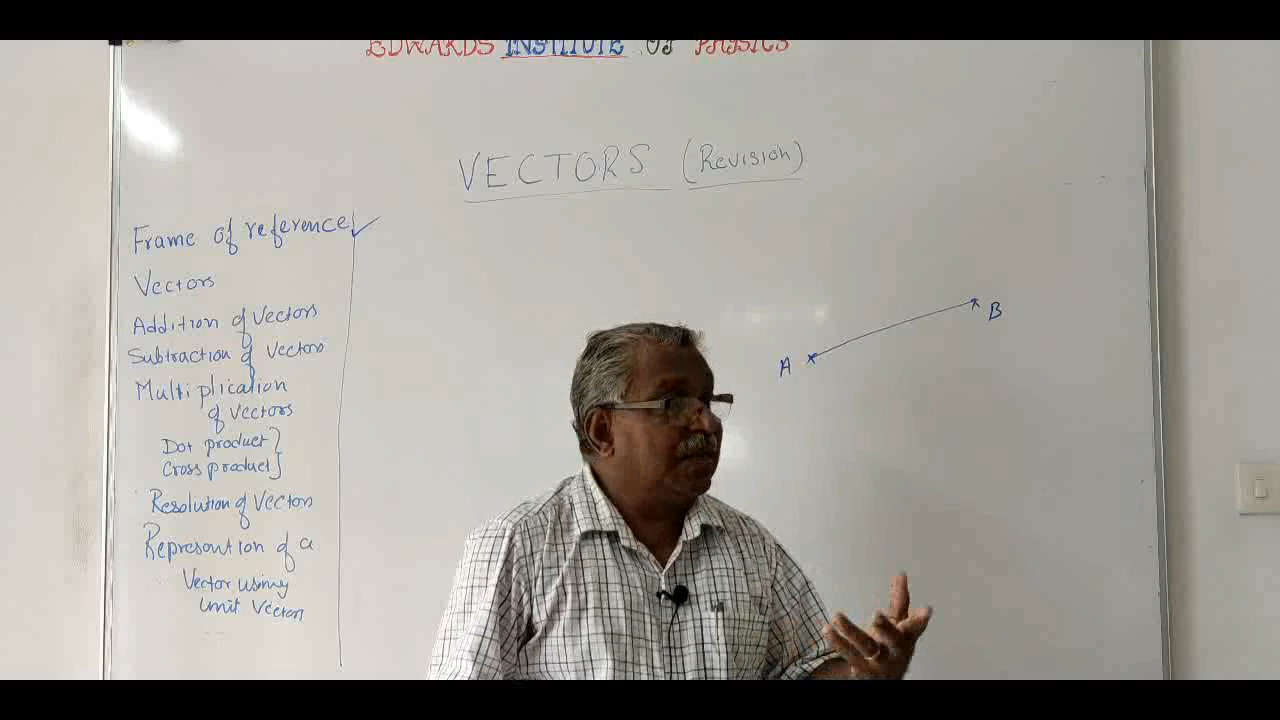 EDWARDS INSTITUTE OF PHYSICS
VECTORS (Revision)
Frame of reference
Vectors
Addition of Vectors
Subtraction of Vectors
Multiplication
of Vectors
Dot product
Cross product
Resolution of Vectors
Represontion of a
Vector using
unit Vectors
A
B